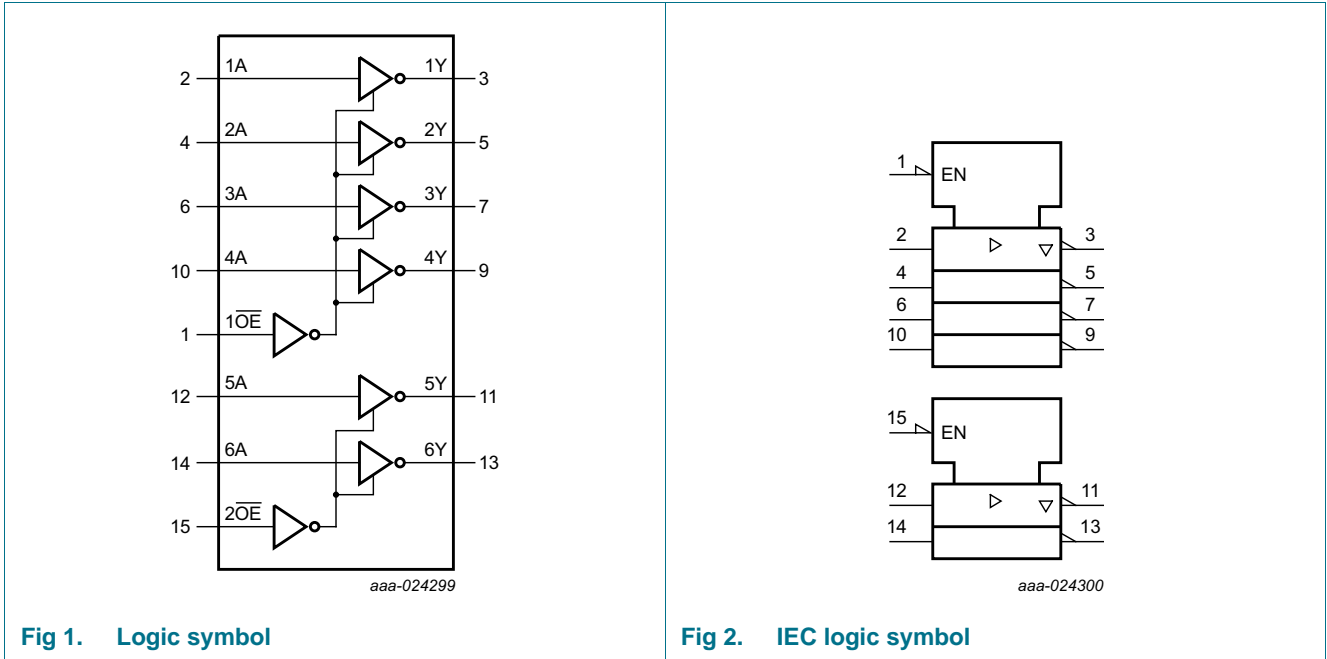 2 1A 1Y 3
4 2A 2Y 5
6 3A 3Y 7
10 4A 4Y 9
1 1O̅E̅
12 5A 5Y 11
14 6A 6Y 13
15 2O̅E̅
aaa-024299
Fig 1. Logic symbol
1 EN
2 3
4 5
6 7
10 9
15 EN
12 11
14 13
aaa-024300
Fig 2. IEC logic symbol